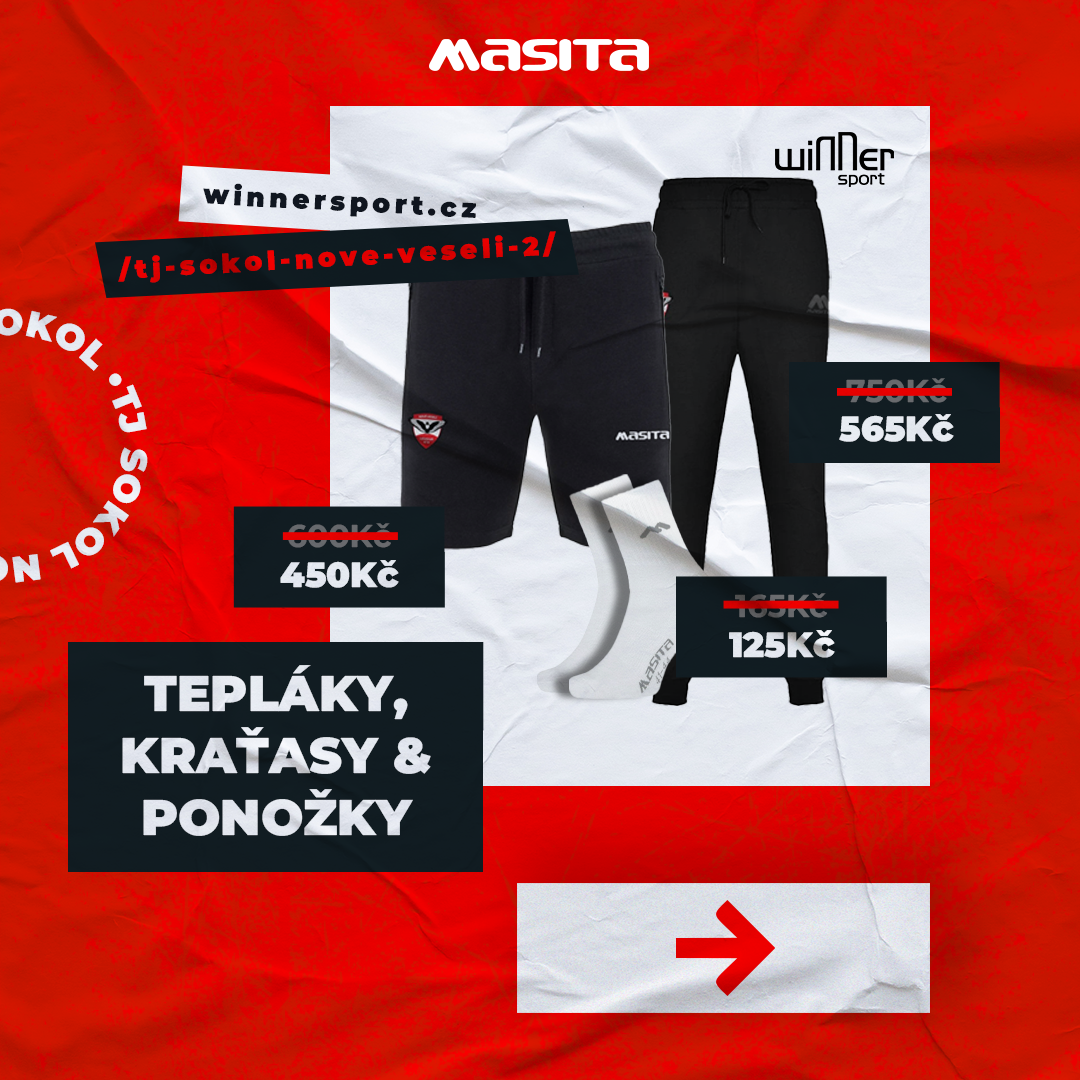 MASITA
winner
sport
winnersport.cz
/tj-sokol-nove-veseli-2/
OKOL • TJ SOKOL NO
MASITA
750Kč
565Kč
600Kč
450Kč
165Kč
125Kč
MASITA
TEPLÁKY,
KRAŤASY &
PONOŽKY